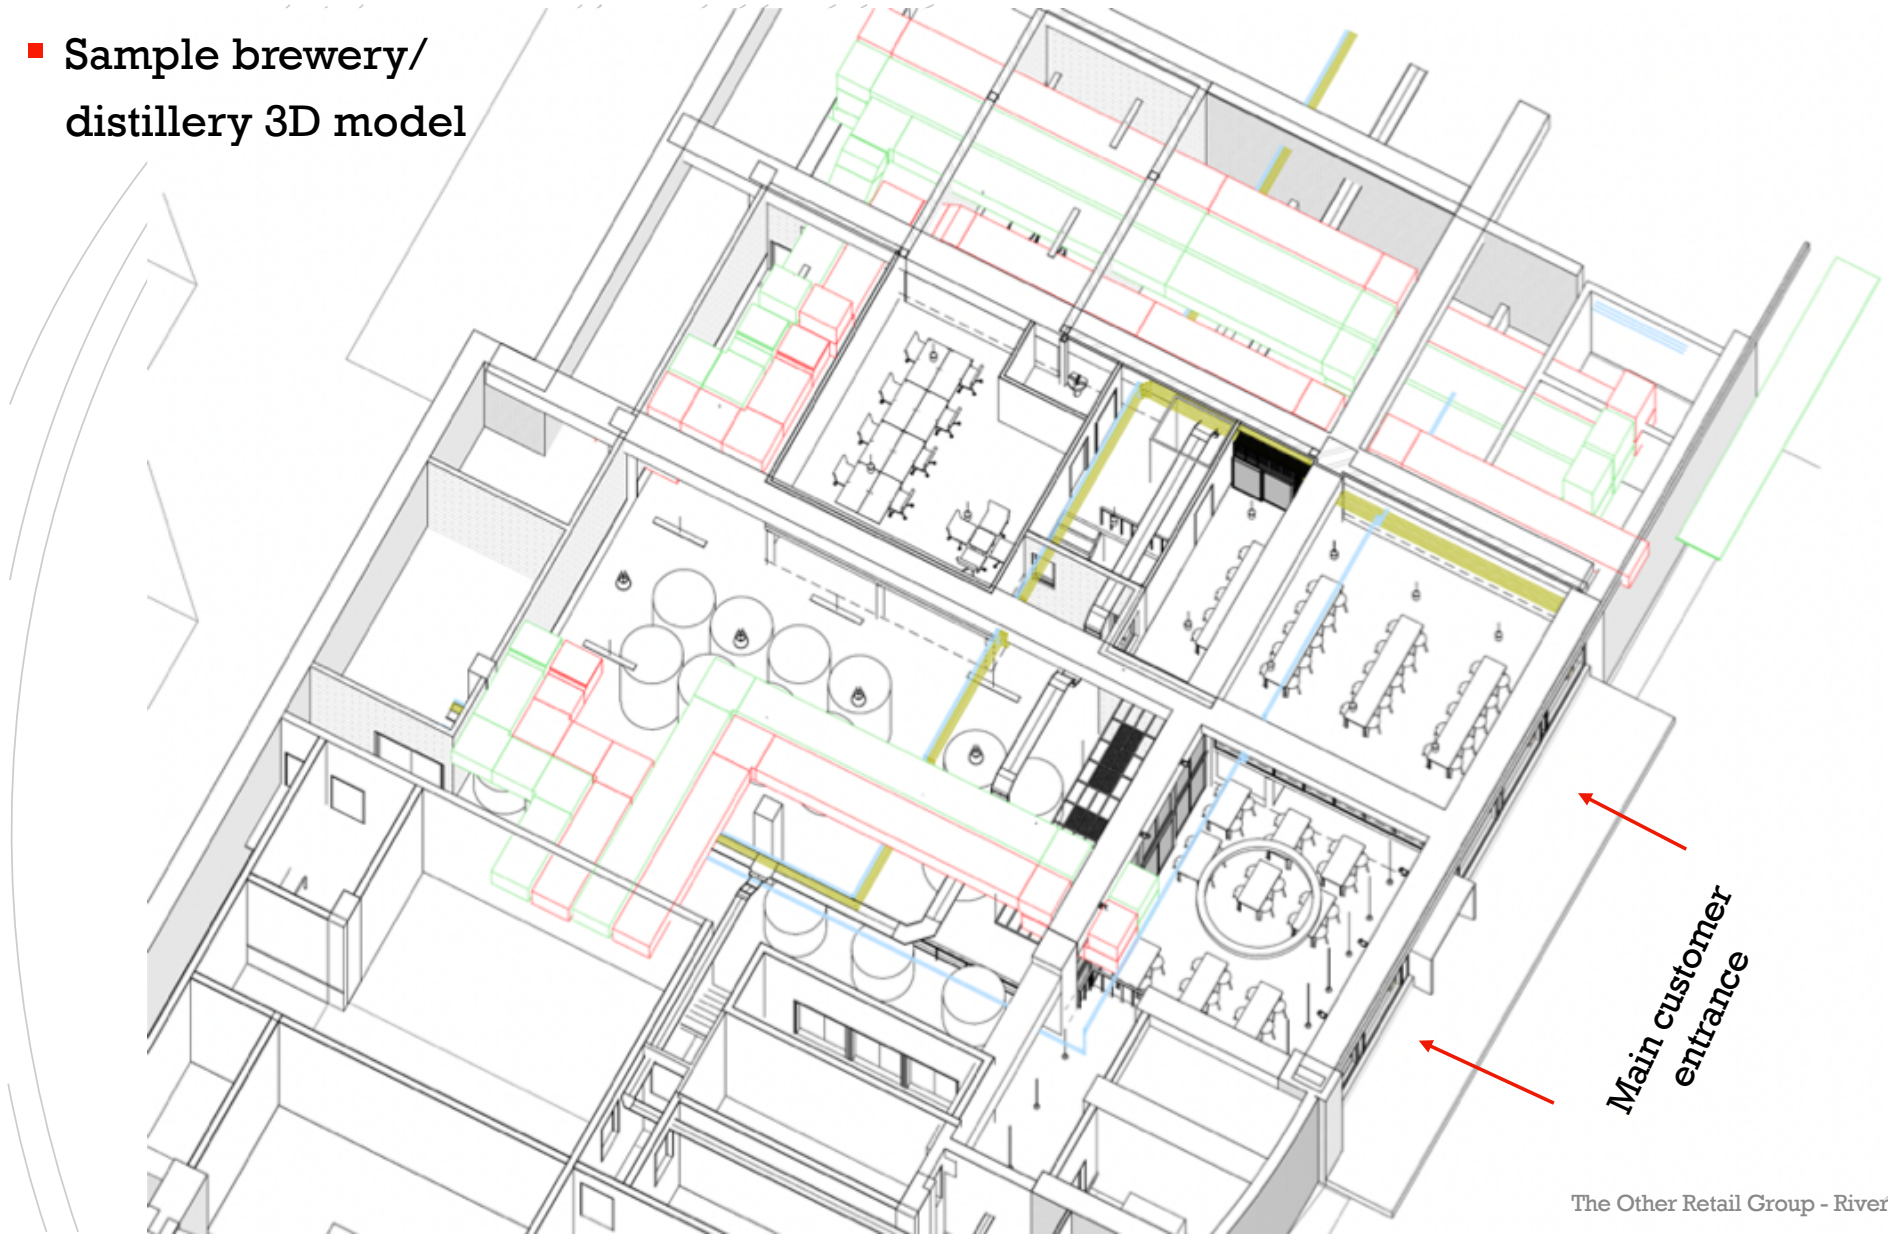 Sample brewery/
distillery 3D model
Main customer
entrance
The Other Retail Group - River